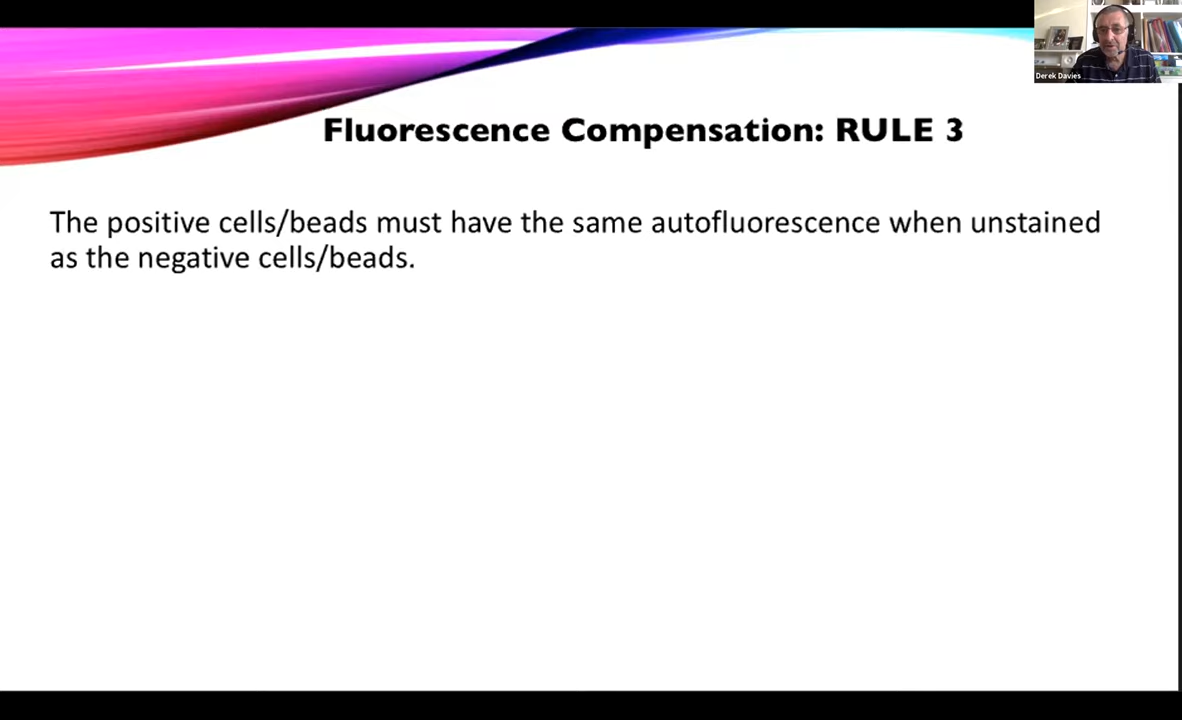 Derek Davies
Fluorescence Compensation: RULE 3
The positive cells/beads must have the same autofluorescence when unstained
as the negative cells/beads.